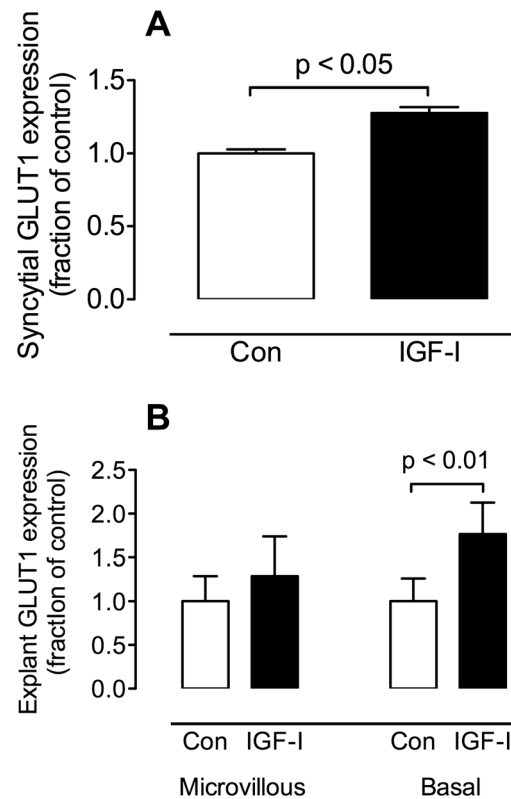 A
p < 0.05
Syncytial GLUT1 expression
(fraction of control)
1.5
1.0
0.5
0.0
Con IGF-I
B
p < 0.01
Explant GLUT1 expression
(fraction of control)
2.5
2.0
1.5
1.0
0.5
0.0
Con IGF-I Con IGF-I
Microvillous Basal